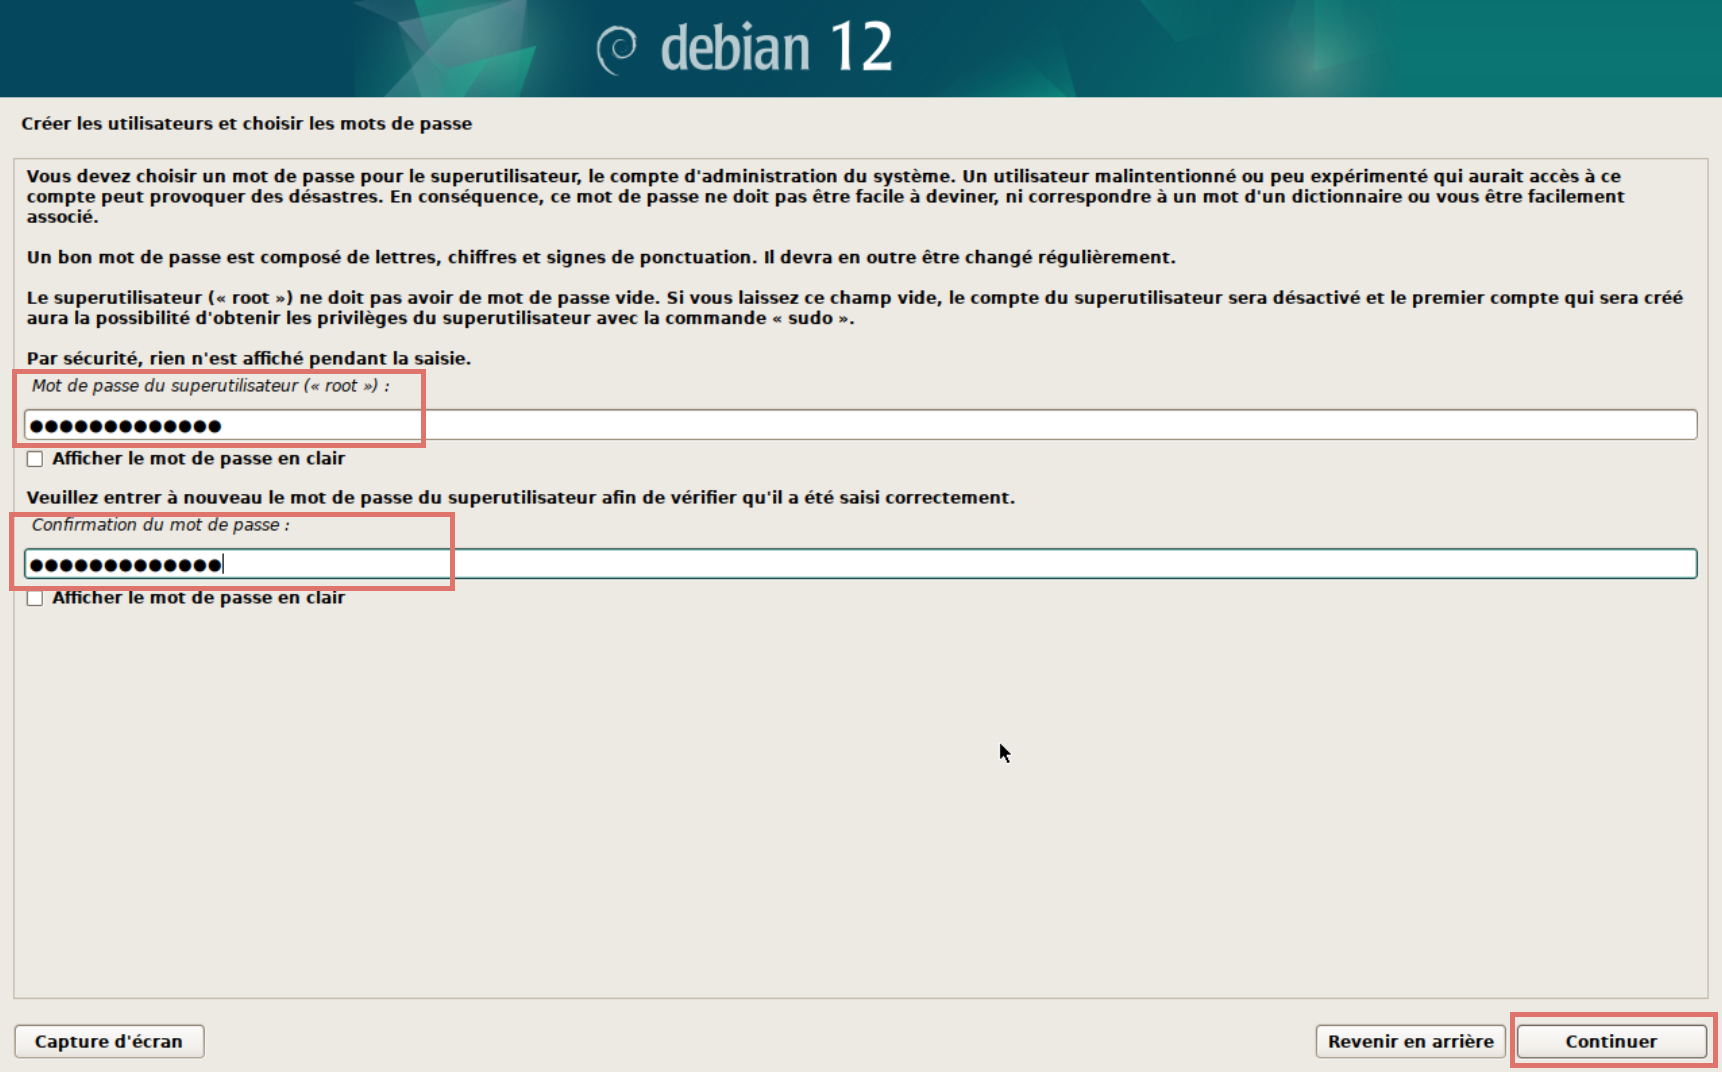 debian 12
Créer les utilisateurs et choisir les mots de passe
Vous devez choisir un mot de passe pour le superutilisateur, le compte d'administration du système. Un utilisateur malintentionné ou peu expérimenté qui aurait accès à ce
compte peut provoquer des désastres. En conséquence, ce mot de passe ne doit pas être facile à deviner, ni correspondre à un mot d'un dictionnaire ou vous être facilement
associé.
Un bon mot de passe est composé de lettres, chiffres et signes de ponctuation. Il devra en outre être changé régulièrement.
Le superutilisateur (« root ») ne doit pas avoir de mot de passe vide. Si vous laissez ce champ vide, le compte du superutilisateur sera désactivé et le premier compte qui sera créé
aura la possibilité d'obtenir les privilèges du superutilisateur avec la commande « sudo ».
Par sécurité, rien n'est affiché pendant la saisie.
Mot de passe du superutilisateur (« root ») :
●●●●●●●●●●●●●
Afficher le mot de passe en clair
Veuillez entrer à nouveau le mot de passe du superutilisateur afin de vérifier qu'il a été saisi correctement.
Confirmation du mot de passe :
●●●●●●●●●●●●●
Afficher le mot de passe en clair
Capture d'écran
Revenir en arrière
Continuer